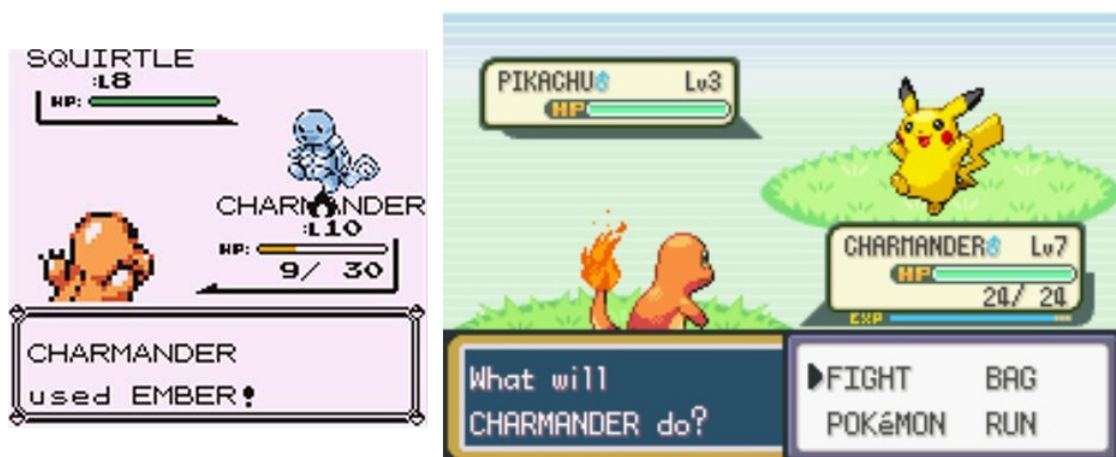 SQUIRTLE
:L8
HP:
CHARMANDER
:L10
HP:
9/ 30
CHARMANDER
used EMBER!
PIKACHU♂ Lv3
HP
CHARMANDER♂ Lv7
HP
24/ 24
EXP
What will
CHARMANDER do?
▶FIGHT BAG
POKéMON RUN